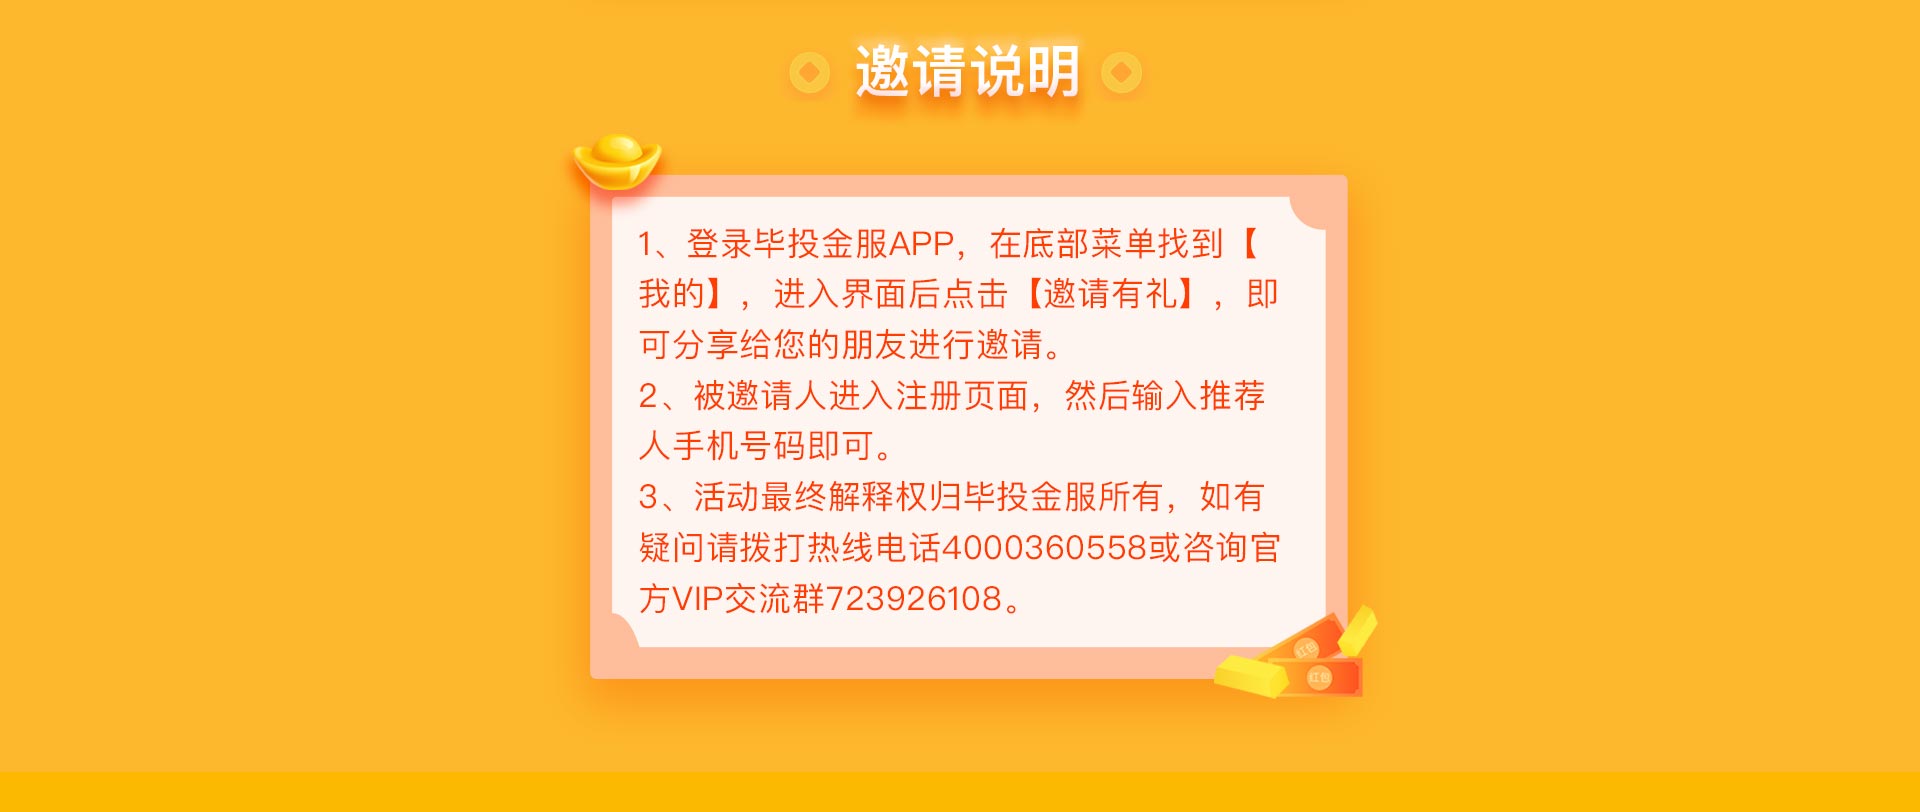 邀请说明
1、登录毕投金服APP，在底部菜单找到【
我的】，进入界面后点击【邀请有礼】，即
可分享给您的朋友进行邀请。
2、被邀请人进入注册页面，然后输入推荐
人手机号码即可。
3、活动最终解释权归毕投金服所有，如有
疑问请拨打热线电话4000360558或咨询官
方VIP交流群723926108。
红包
红包